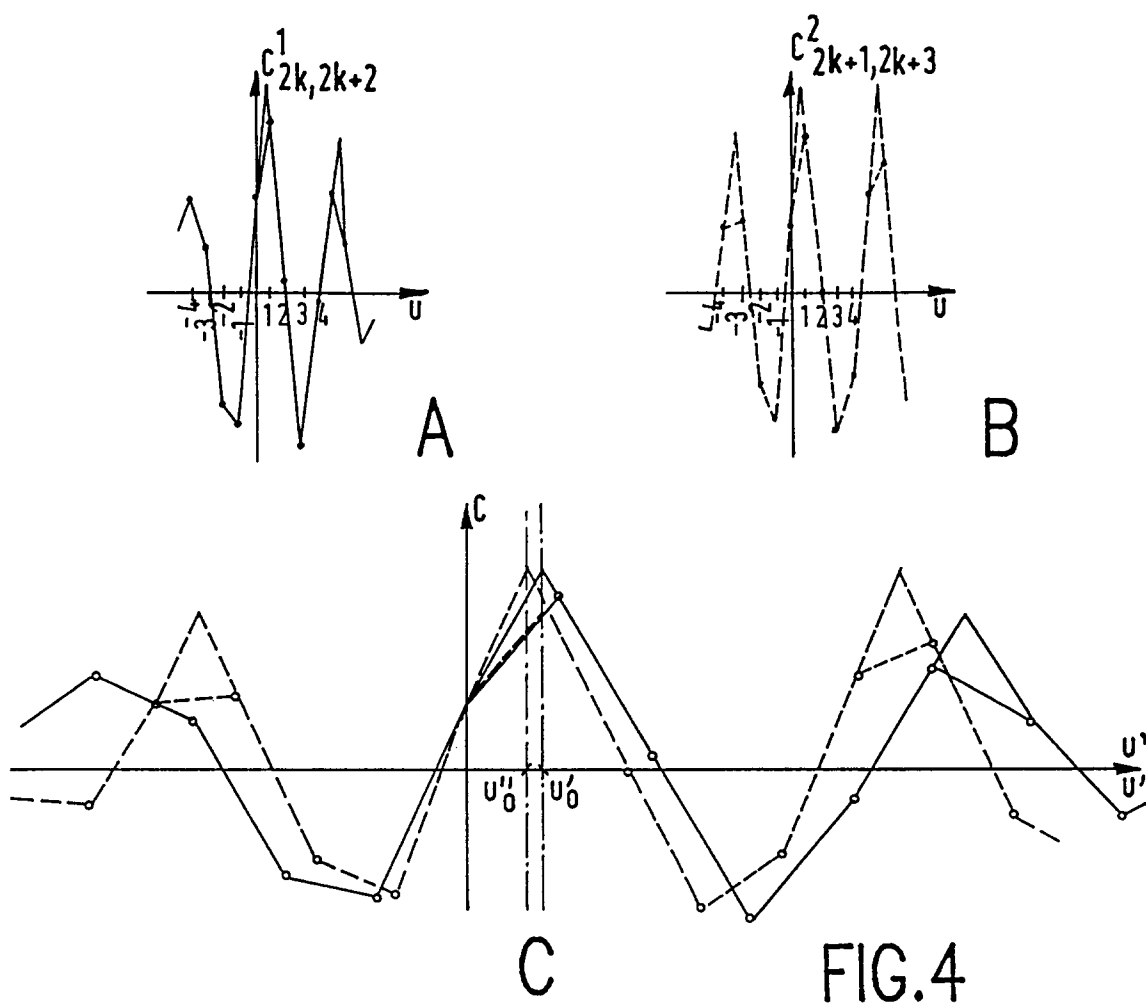 C¹₂ₖ,₂ₖ₊₂
-4 -3 -2 -1 1 2 3 4 U
A
C²₂ₖ₊₁,₂ₖ₊₃
-4 -3 -2 -1 1 2 3 4 U
B
C
U"₀ U'₀
U'
U'
C
FIG.4